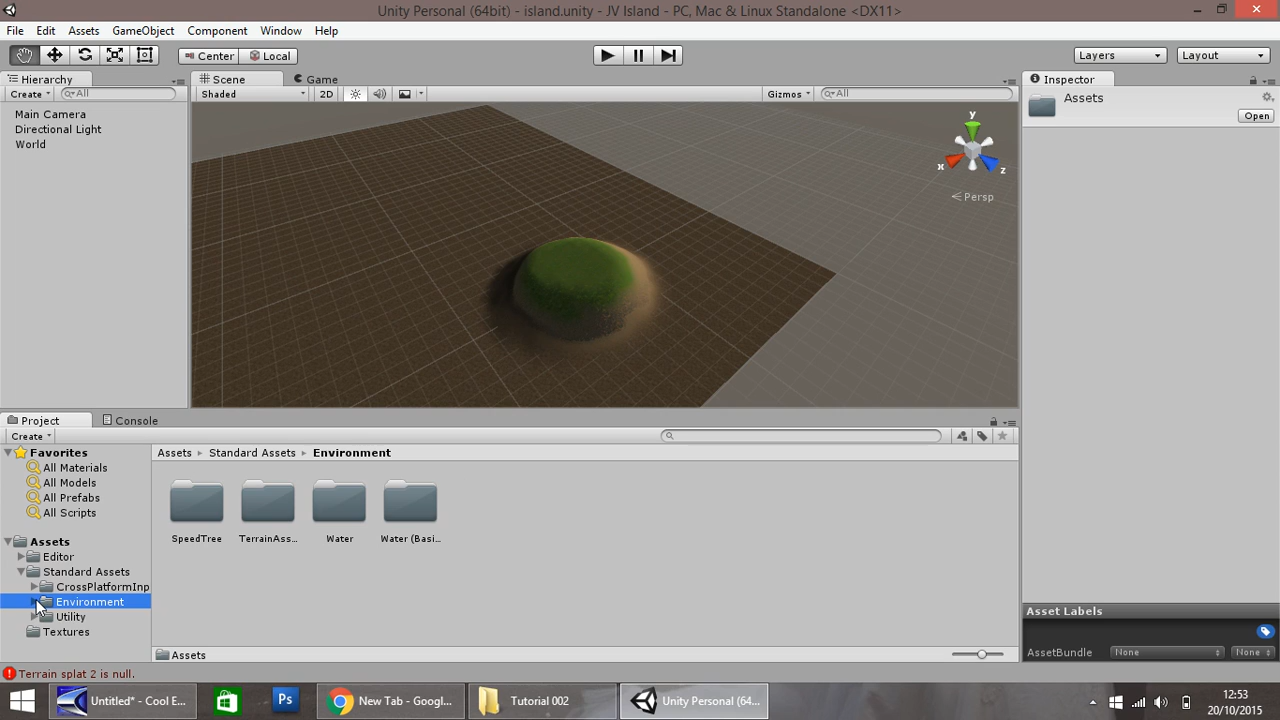 Unity Personal (64bit) - island.unity - JV Island - PC, Mac & Linux Standalone <DX11>
File Edit Assets GameObject Component Window Help
Center Local Layers Layout
Hierarchy Scene Game Inspector
Create All Shaded 2D Gizmos All Assets
Open
Main Camera
Directional Light
World
y
x
z
Persp
Project Console
Create
Favorites Assets Standard Assets Environment
All Materials
All Models
All Prefabs
All Scripts
SpeedTree TerrainAss... Water Water (Basi...
Assets
Editor
Standard Assets
CrossPlatformInp
Environment
Utility
Textures
Asset Labels
Assets AssetBundle None None
Terrain splat 2 is null.
Untitled* - Cool E... Ps New Tab - Googl... Tutorial 002 Unity Personal (64...
12:53
20/10/2015